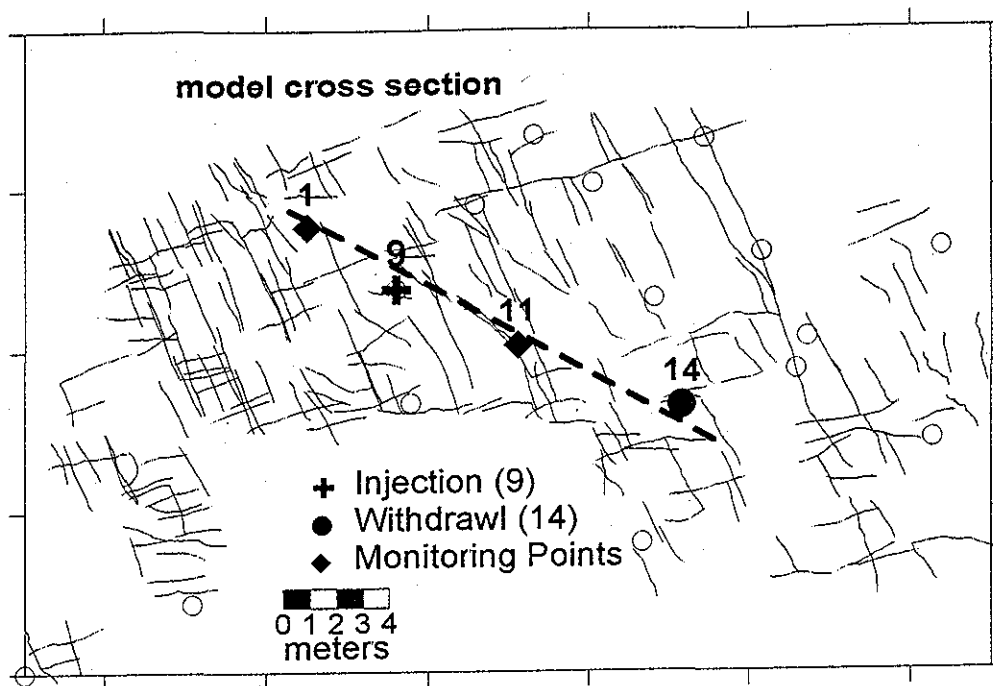 model cross section
1
9
11
14
Injection (9)
Withdrawl (14)
Monitoring Points
0 1 2 3 4
meters